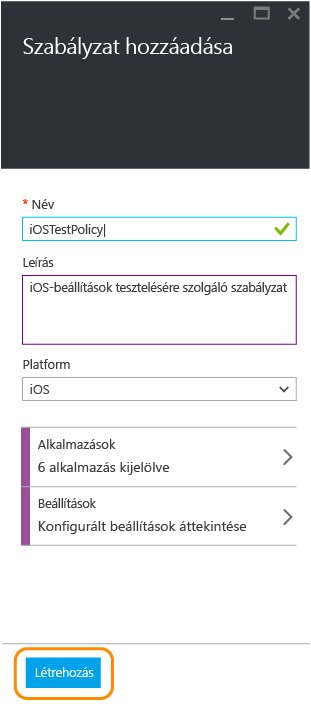 Szabályzat hozzáadása
* Név
iOSTestPolicy
Leírás
iOS-beállítások tesztelésére szolgáló szabályzat
Platform
iOS
Alkalmazások
6 alkalmazás kijelölve
Beállítások
Konfigurált beállítások áttekintése
Létrehozás